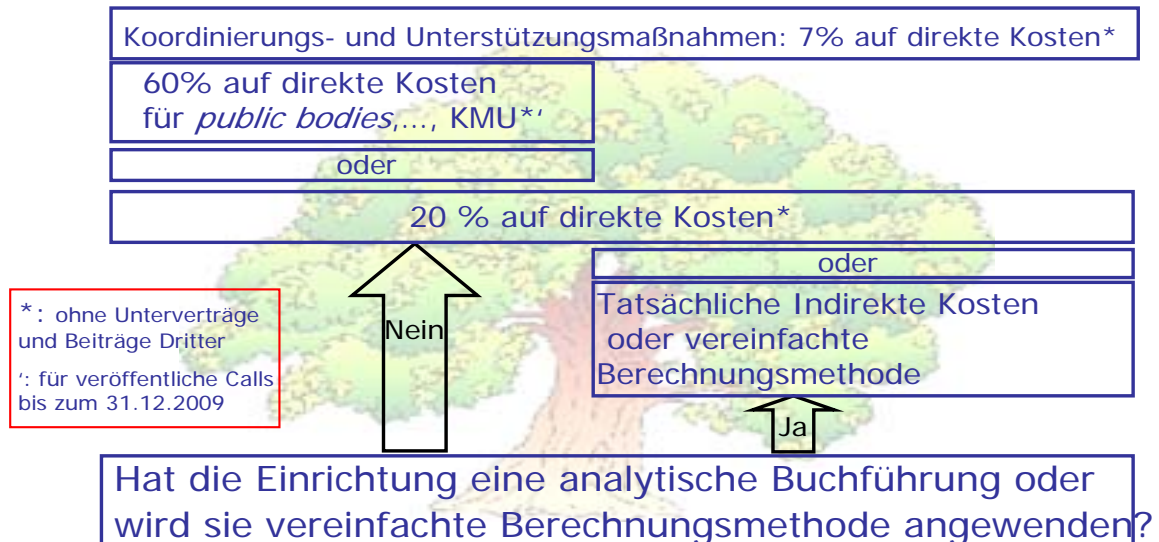 Koordinierungs- und Unterstützungsmaßnahmen: 7% auf direkte Kosten*
60% auf direkte Kosten
für public bodies,..., KMU*‘
oder
20 % auf direkte Kosten*
oder
Tatsächliche Indirekte Kosten
oder vereinfachte
Berechnungsmethode
*: ohne Unterverträge
und Beiträge Dritter
‘: für veröffentliche Calls
bis zum 31.12.2009
Nein
Ja
Hat die Einrichtung eine analytische Buchführung oder
wird sie vereinfachte Berechnungsmethode angewenden?